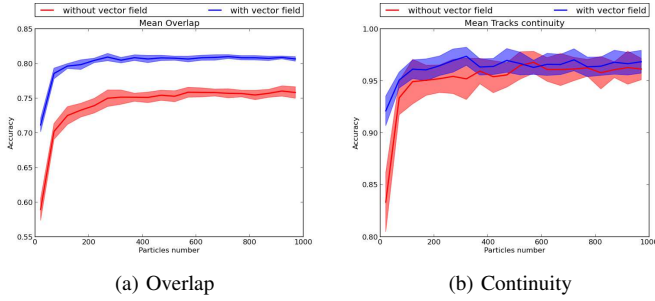 without vector field with vector field
Mean Overlap
0.85
0.80
0.75
0.70
0.65
0.60
0.55
Accuracy
0 200 400 600 800 1000
Particles number
(a) Overlap
without vector field with vector field
Mean Tracks continuity
1.00
0.95
0.90
0.85
0.80
Accuracy
0 200 400 600 800 1000
Particles number
(b) Continuity